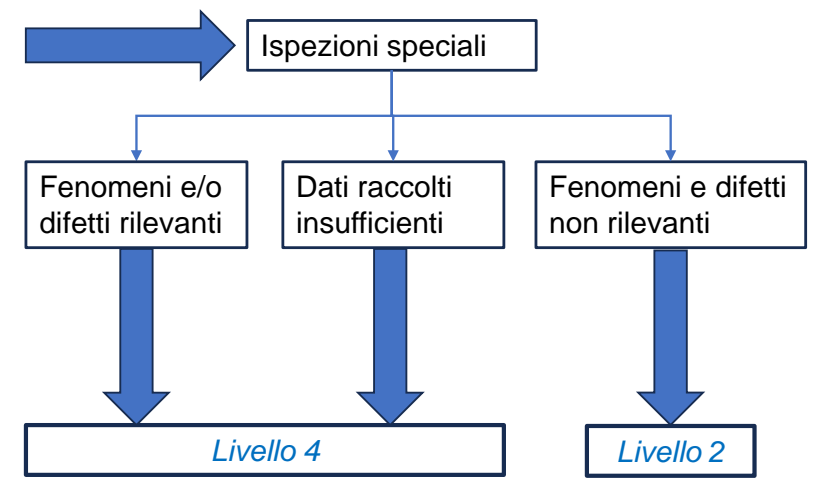 Ispezioni speciali
Fenomeni e/o
difetti rilevanti
Dati raccolti
insufficienti
Fenomeni e difetti
non rilevanti
Livello 4
Livello 2